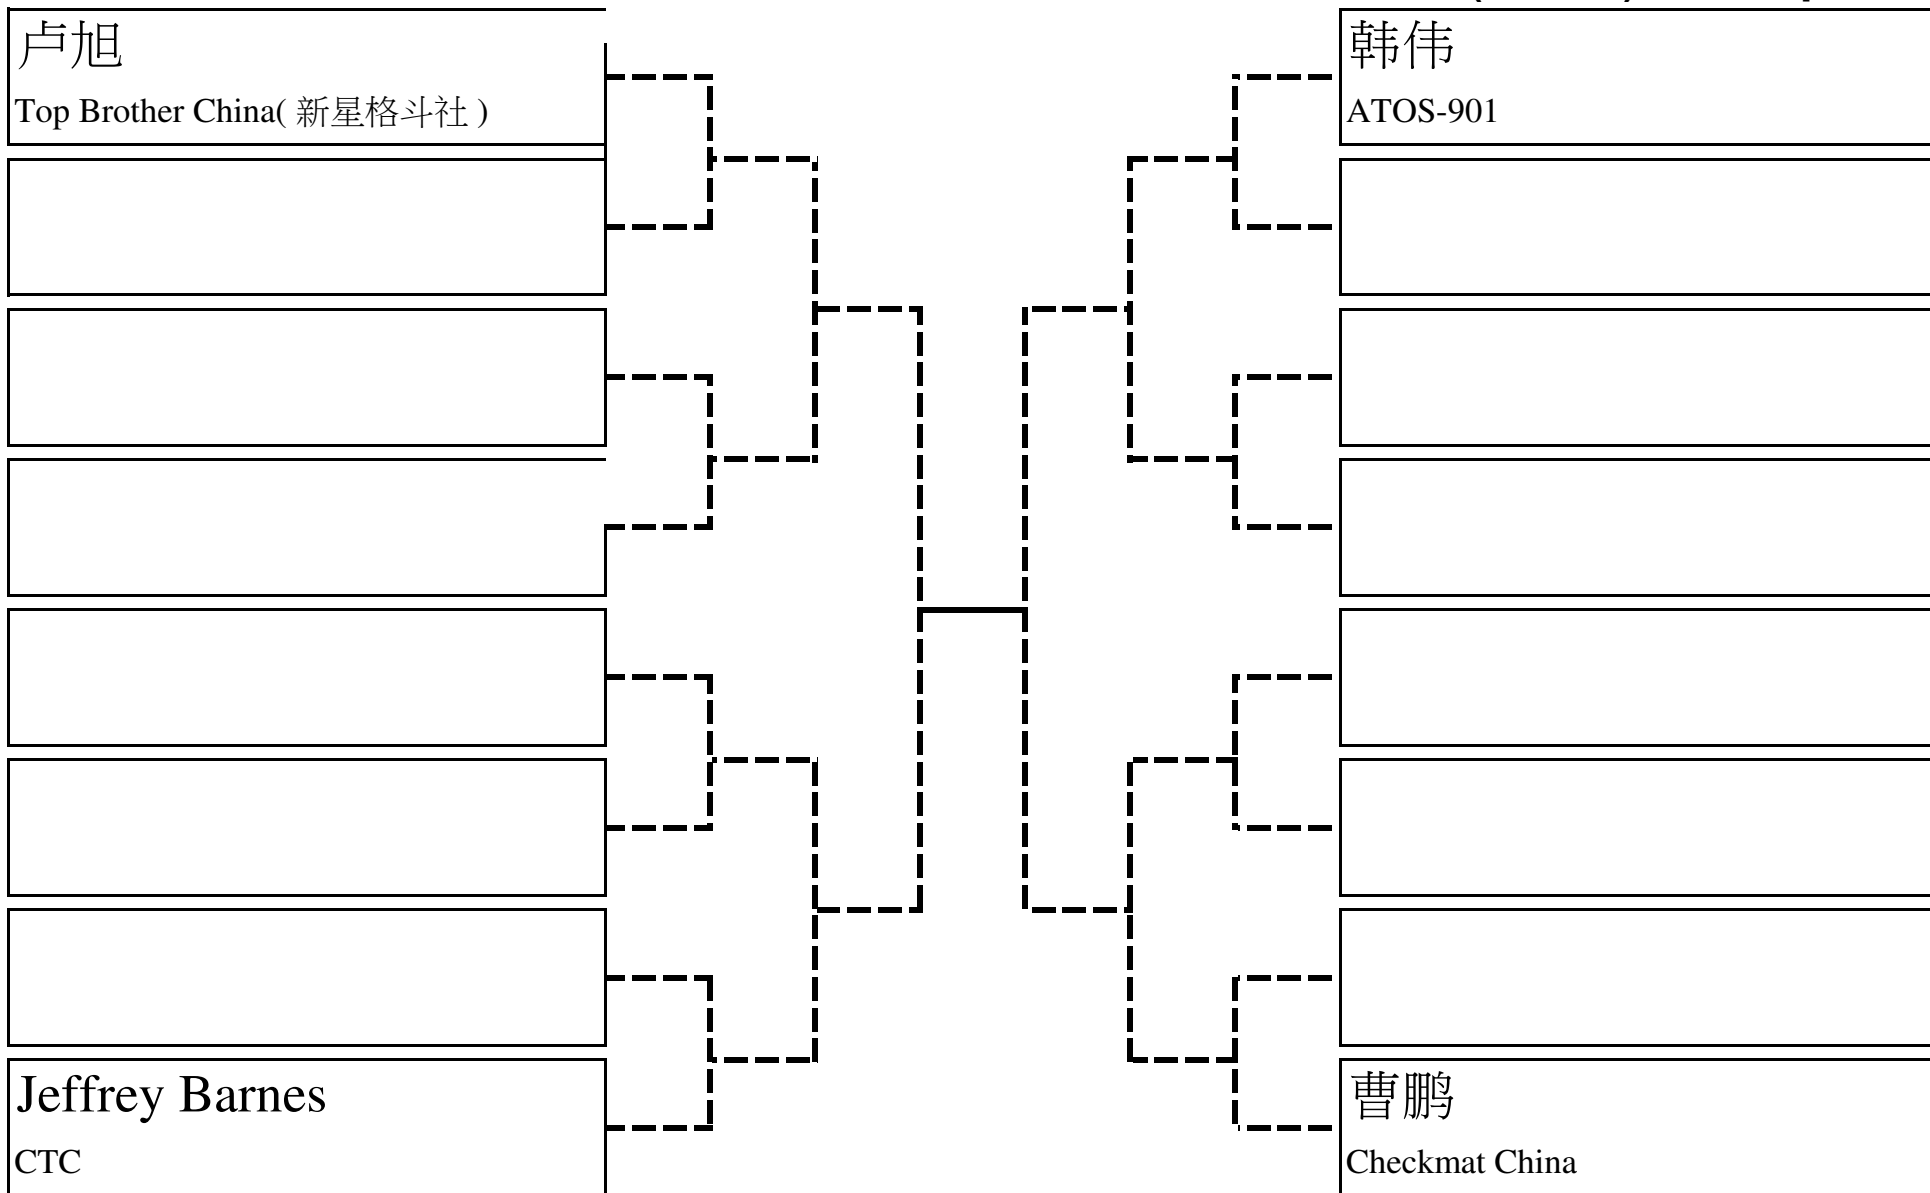 卢旭
Top Brother China( 新星格斗社 )
Jeffrey Barnes
CTC
韩伟
ATOS-901
曹鹏
Checkmat China